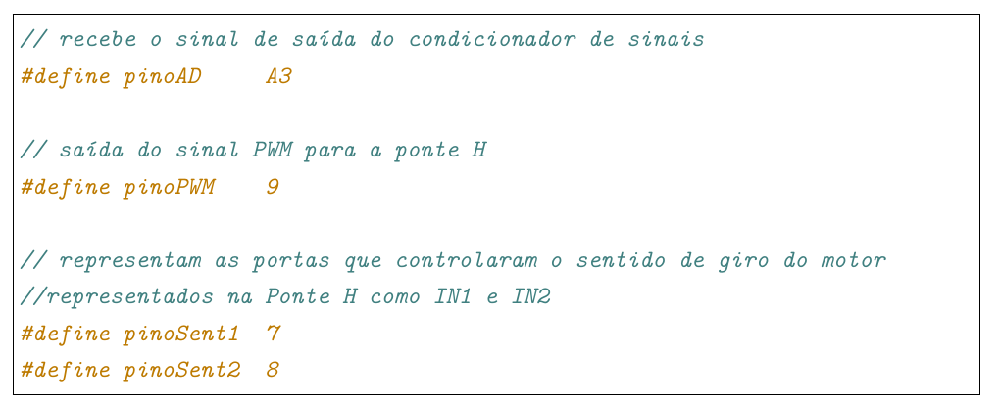 // recebe o sinal de saída do condicionador de sinais
#define pinoAD     A3
// saída do sinal PWM para a ponte H
#define pinoPWM    9
// representam as portas que controlaram o sentido de giro do motor
//representados na Ponte H como IN1 e IN2
#define pinoSent1  7
#define pinoSent2  8